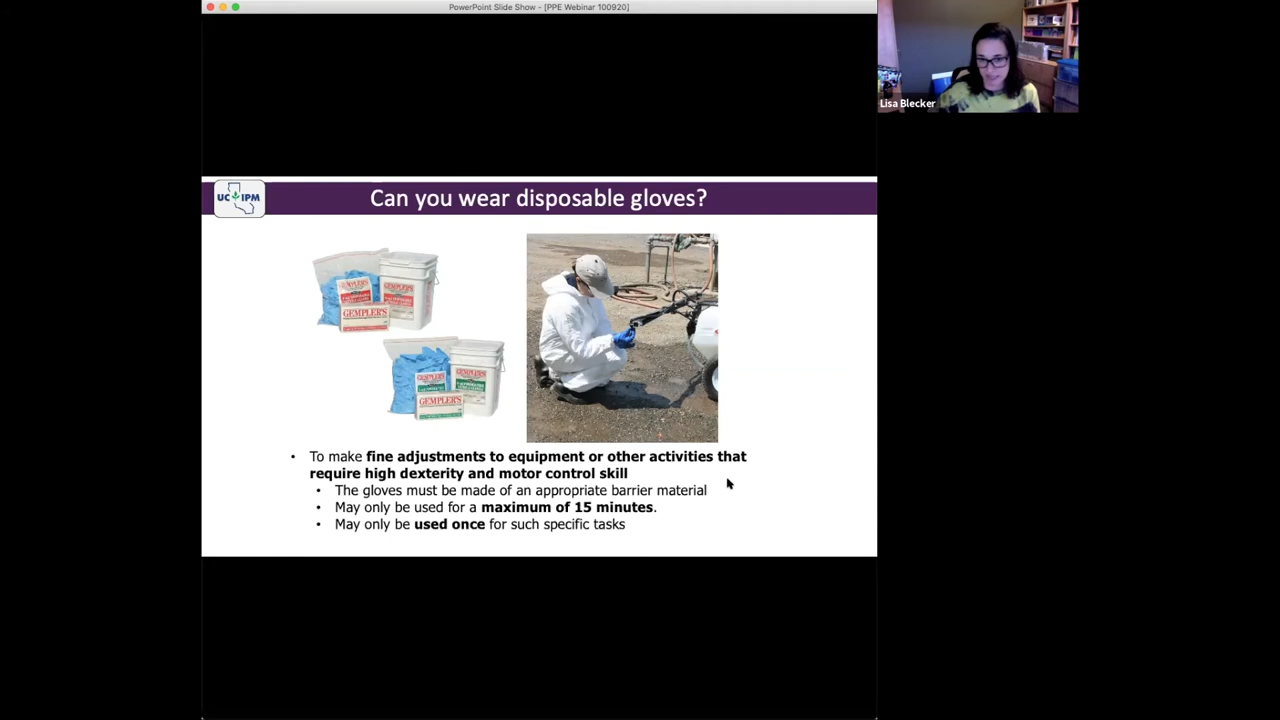 PowerPoint Slide Show - [PPE Webinar 100920]
Lisa Blecker
UC IPM
Can you wear disposable gloves?
GEMPLER'S
GEMPLER'S
GEMPLER'S
GEMPLER'S
GEMPLER'S
GEMPLER'S
• To make fine adjustments to equipment or other activities that
require high dexterity and motor control skill
• The gloves must be made of an appropriate barrier material
• May only be used for a maximum of 15 minutes.
• May only be used once for such specific tasks